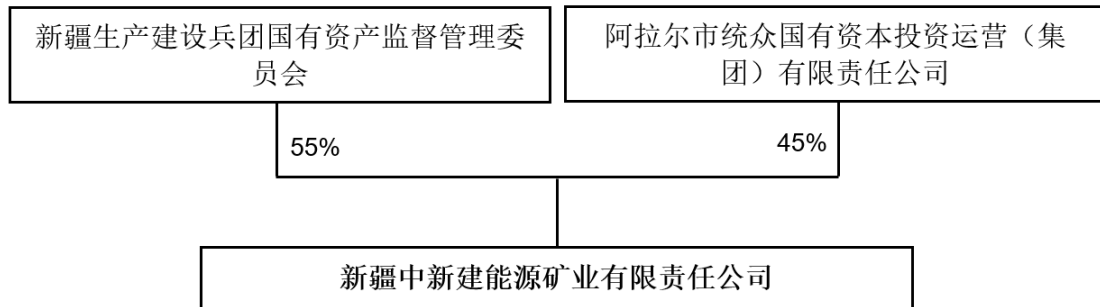 新疆生产建设兵团国有资产监督管理委
员会
阿拉尔市统众国有资本投资运营（集
团）有限责任公司
55%
45%
新疆中新建能源矿业有限责任公司